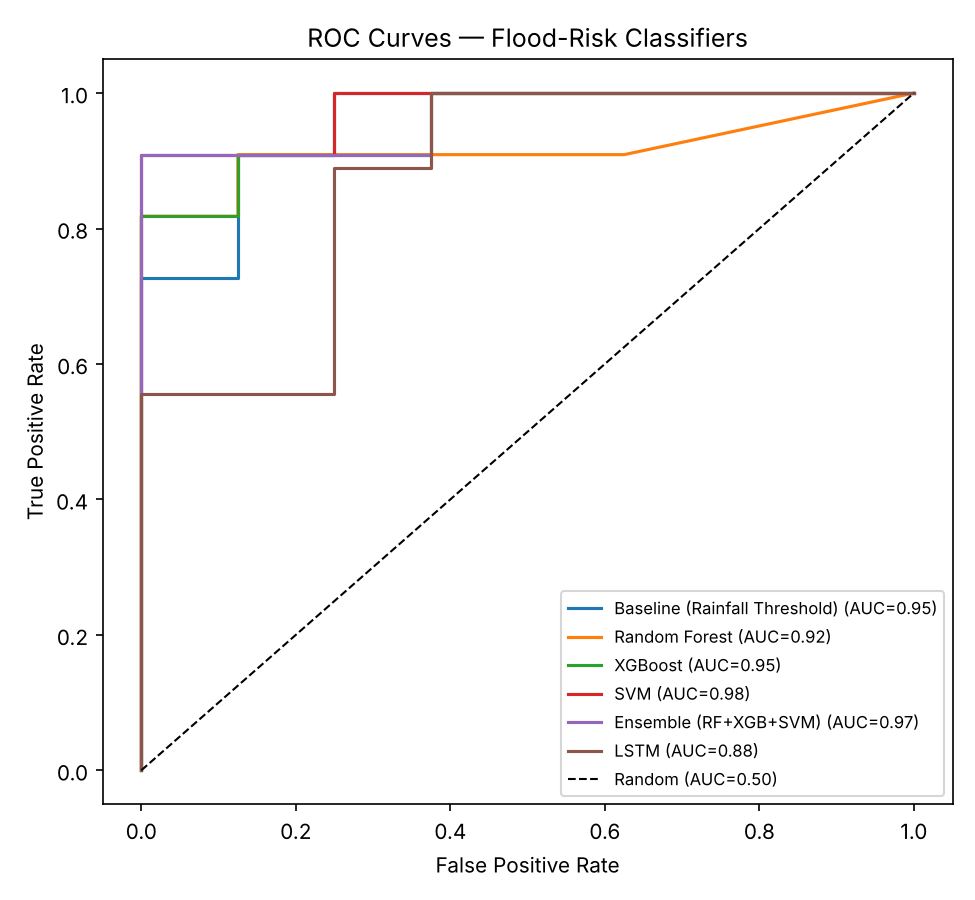 ROC Curves — Flood-Risk Classifiers
True Positive Rate
1.0
0.8
0.6
0.4
0.2
0.0
Baseline (Rainfall Threshold) (AUC=0.95)
Random Forest (AUC=0.92)
XGBoost (AUC=0.95)
SVM (AUC=0.98)
Ensemble (RF+XGB+SVM) (AUC=0.97)
LSTM (AUC=0.88)
Random (AUC=0.50)
0.0 0.2 0.4 0.6 0.8 1.0
False Positive Rate